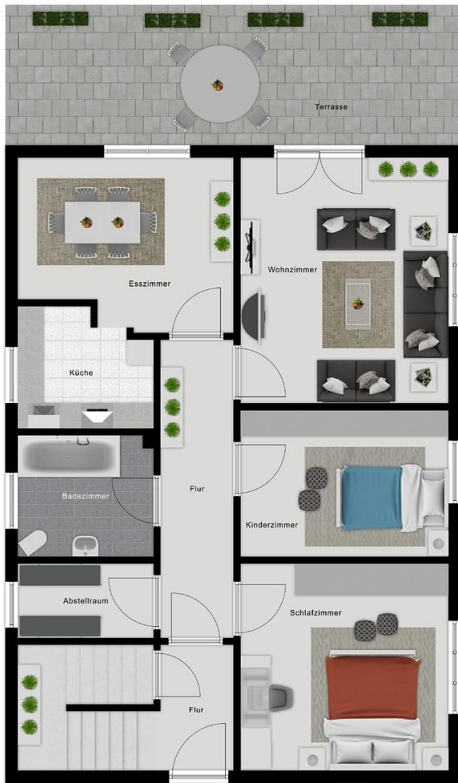 Terrasse
Esszimmer
Wohnzimmer
Küche
Flur
Badezimmer
Kinderzimmer
Abstellraum
Schlafzimmer
Flur